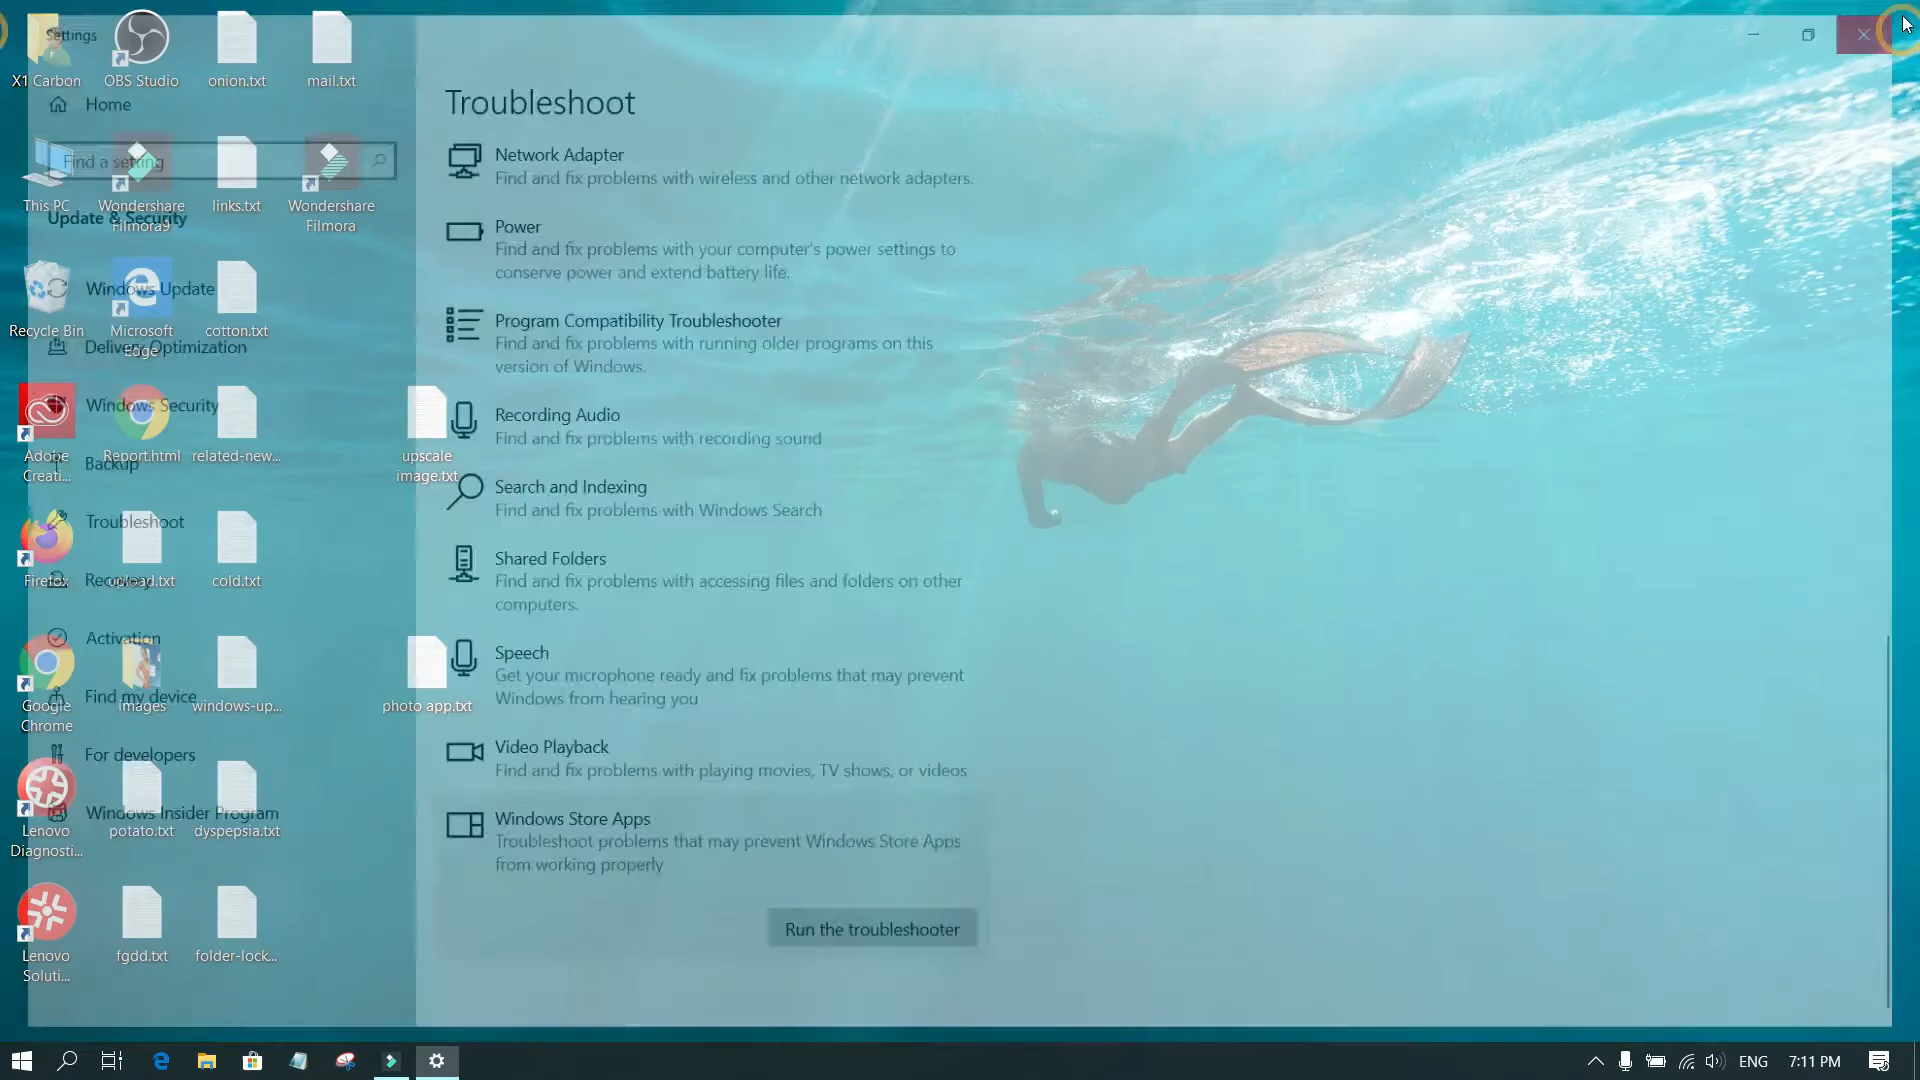 Settings
Home
Find a setting
Update & Security
Windows Update
Delivery Optimization
Windows Security
Backup
Troubleshoot
Recovery
Activation
Find my device
For developers
Windows Insider Program
X1 Carbon
OBS Studio
onion.txt
mail.txt
This PC
Wondershare
Filmora9
links.txt
Wondershare
Filmora
Recycle Bin
Microsoft
Edge
cotton.txt
Adobe
Creati...
Report.html
related-new...
upscale
image.txt
Firefox
cold.txt
Google
Chrome
images
windows-up...
photo app.txt
Lenovo
Diagnosti...
potato.txt
dyspepsia.txt
Lenovo
Soluti...
fgdd.txt
folder-lock...
Troubleshoot
Network Adapter
Find and fix problems with wireless and other network adapters.
Power
Find and fix problems with your computer's power settings to
conserve power and extend battery life.
Program Compatibility Troubleshooter
Find and fix problems with running older programs on this
version of Windows.
Recording Audio
Find and fix problems with recording sound
Search and Indexing
Find and fix problems with Windows Search
Shared Folders
Find and fix problems with accessing files and folders on other
computers.
Speech
Get your microphone ready and fix problems that may prevent
Windows from hearing you
Video Playback
Find and fix problems with playing movies, TV shows, or videos
Windows Store Apps
Troubleshoot problems that may prevent Windows Store Apps
from working properly
Run the troubleshooter
ENG
7:11 PM